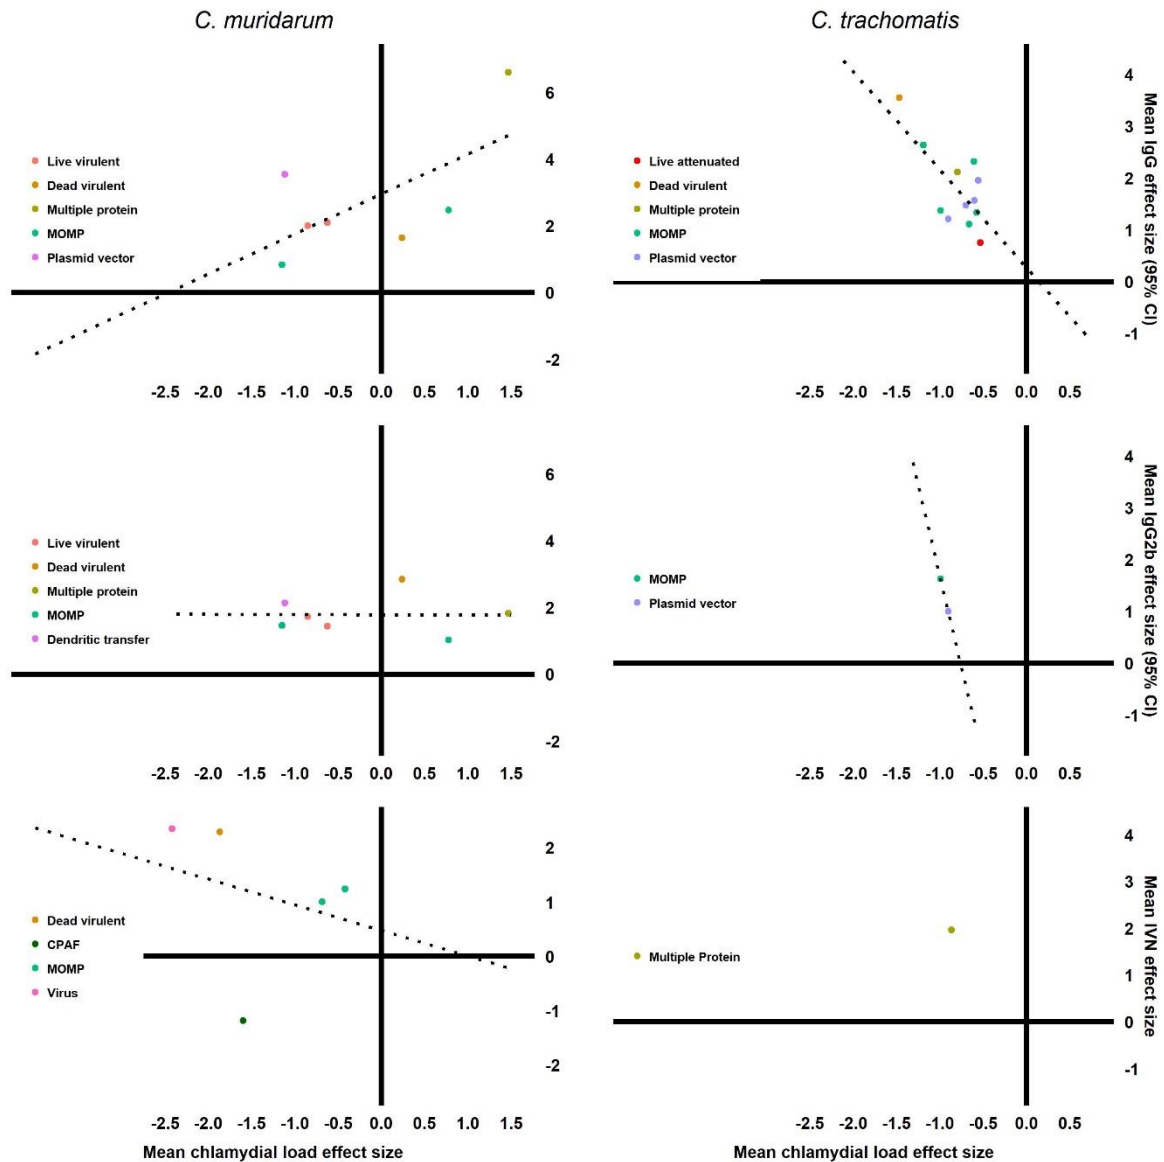 C. muridarum
C. trachomatis
Live virulent
Dead virulent
Multiple protein
MOMP
Plasmid vector
6
4
2
0
-2
-2.5 -2.0 -1.5 -1.0 -0.5 0.0 0.5 1.0 1.5
Live attenuated
Dead virulent
Multiple protein
MOMP
Plasmid vector
4
3
2
1
0
-1
Mean IgG effect size (95% CI)
-2.5 -2.0 -1.5 -1.0 -0.5 0.0 0.5
Live virulent
Dead virulent
Multiple protein
MOMP
Dendritic transfer
6
4
2
0
-2
-2.5 -2.0 -1.5 -1.0 -0.5 0.0 0.5 1.0 1.5
MOMP
Plasmid vector
4
3
2
1
0
-1
Mean IgG2b effect size (95% CI)
-2.5 -2.0 -1.5 -1.0 -0.5 0.0 0.5
Dead virulent
CPAF
MOMP
Virus
2
1
0
-1
-2
-2.5 -2.0 -1.5 -1.0 -0.5 0.0 0.5 1.0 1.5
Mean chlamydial load effect size
Multiple Protein
4
3
2
1
0
-1
Mean IVN effect size
-2.5 -2.0 -1.5 -1.0 -0.5 0.0 0.5
Mean chlamydial load effect size